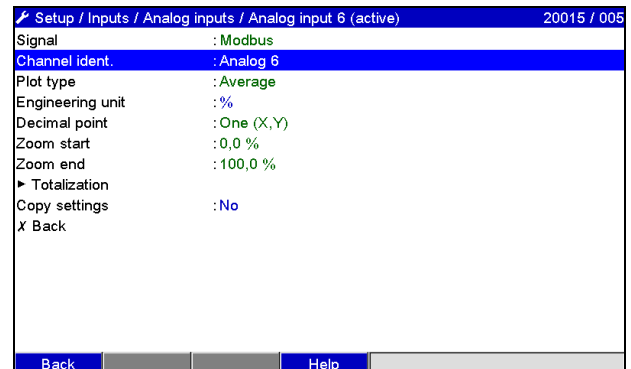 Setup / Inputs / Analog inputs / Analog input 6 (active) 20015 / 005
Signal : Modbus
Channel ident. : Analog 6
Plot type : Average
Engineering unit : %
Decimal point : One (X,Y)
Zoom start : 0,0 %
Zoom end : 100,0 %
► Totalization
Copy settings : No
X Back
Back Help